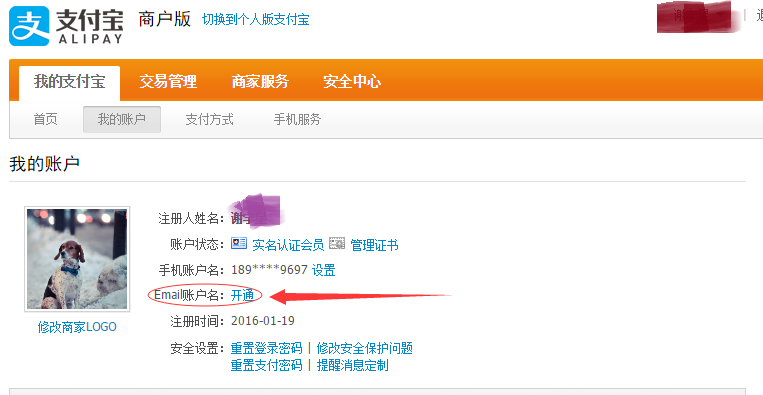 支付宝 ALIPAY 商户版 切换到个人版支付宝
我的支付宝 交易管理 商家服务 安全中心
首页 我的账户 支付方式 手机服务
我的账户
注册人姓名：
账户状态： 实名认证会员 管理证书
手机账户名： 189****9697 设置
Email账户名： 开通
修改商家LOGO
注册时间： 2016-01-19
安全设置： 重置登录密码 | 修改安全保护问题
重置支付密码 | 提醒消息定制